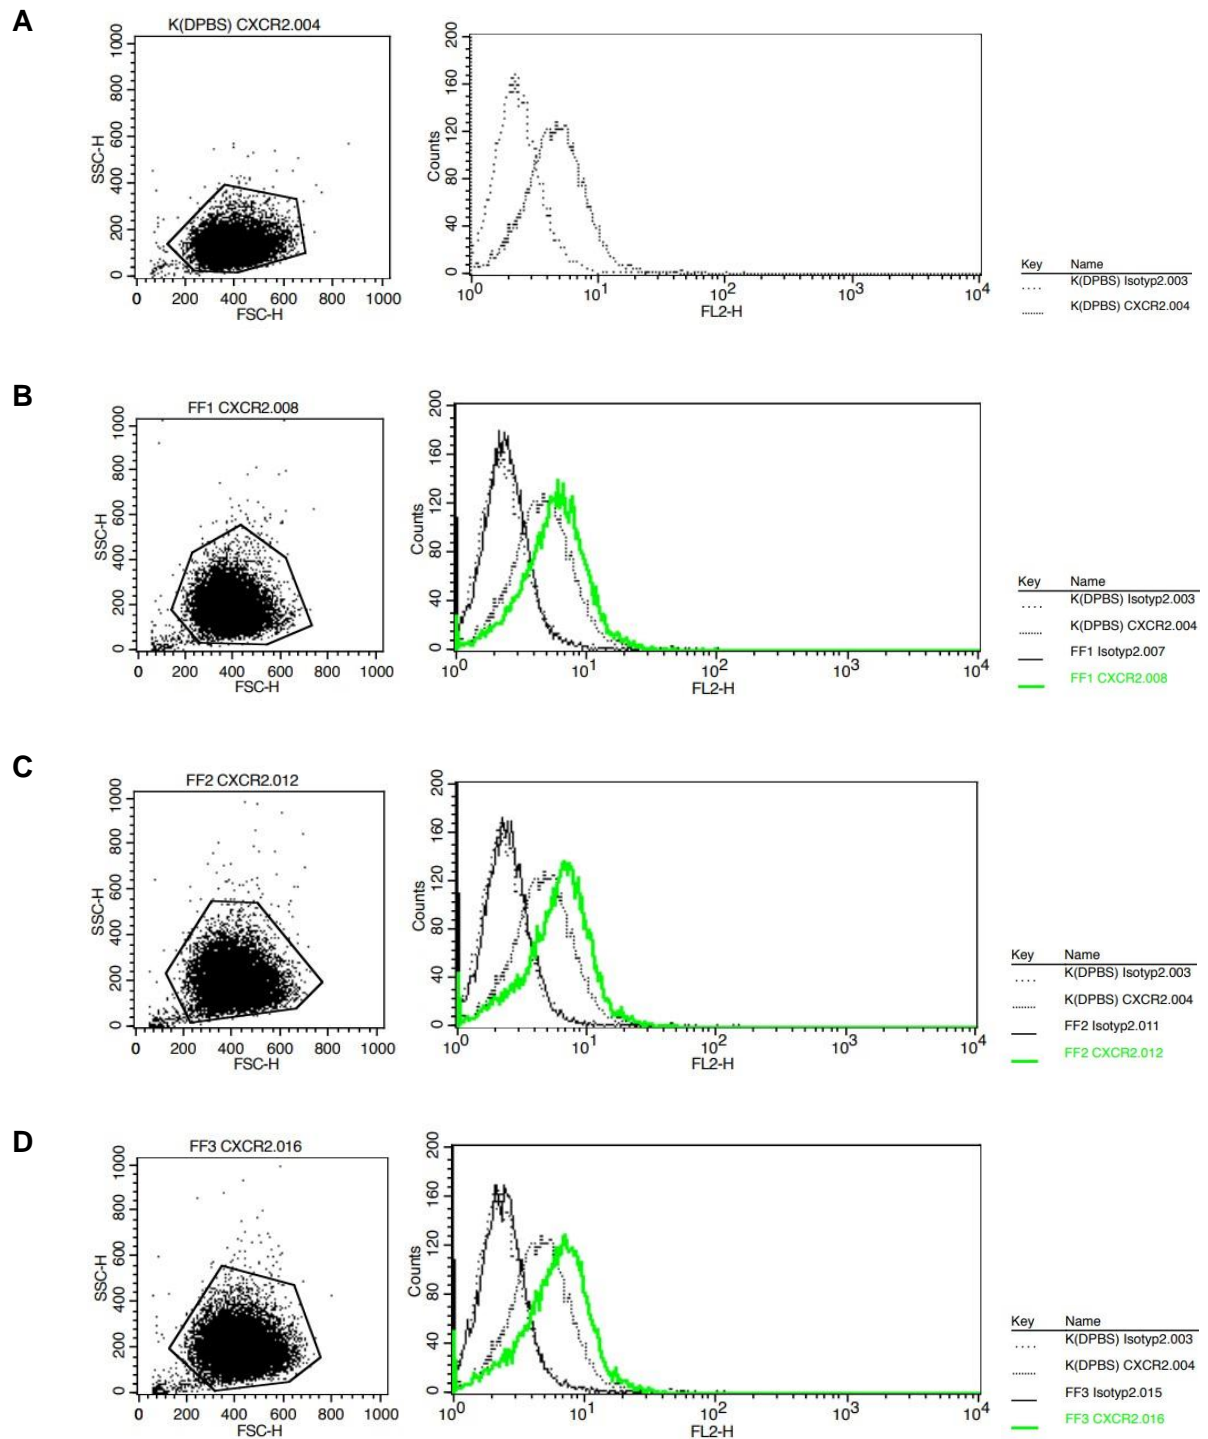 A
K(DPBS) CXCR2.004
SSC-H
1000
800
600
400
200
0
0 200 400 600 800 1000
FSC-H
Counts
200
160
120
80
40
0
10^0 10^1 10^2 10^3 10^4
FL2-H
Key Name
K(DPBS) Isotyp2.003
K(DPBS) CXCR2.004
B
FF1 CXCR2.008
SSC-H
1000
800
600
400
200
0
0 200 400 600 800 1000
FSC-H
Counts
200
160
120
80
40
0
10^0 10^1 10^2 10^3 10^4
FL2-H
Key Name
K(DPBS) Isotyp2.003
K(DPBS) CXCR2.004
FF1 Isotyp2.007
FF1 CXCR2.008
C
FF2 CXCR2.012
SSC-H
1000
800
600
400
200
0
0 200 400 600 800 1000
FSC-H
Counts
200
160
120
80
40
0
10^0 10^1 10^2 10^3 10^4
FL2-H
Key Name
K(DPBS) Isotyp2.003
K(DPBS) CXCR2.004
FF2 Isotyp2.011
FF2 CXCR2.012
D
FF3 CXCR2.016
SSC-H
1000
800
600
400
200
0
0 200 400 600 800 1000
FSC-H
Counts
200
160
120
80
40
0
10^0 10^1 10^2 10^3 10^4
FL2-H
Key Name
K(DPBS) Isotyp2.003
K(DPBS) CXCR2.004
FF3 Isotyp2.015
FF3 CXCR2.016